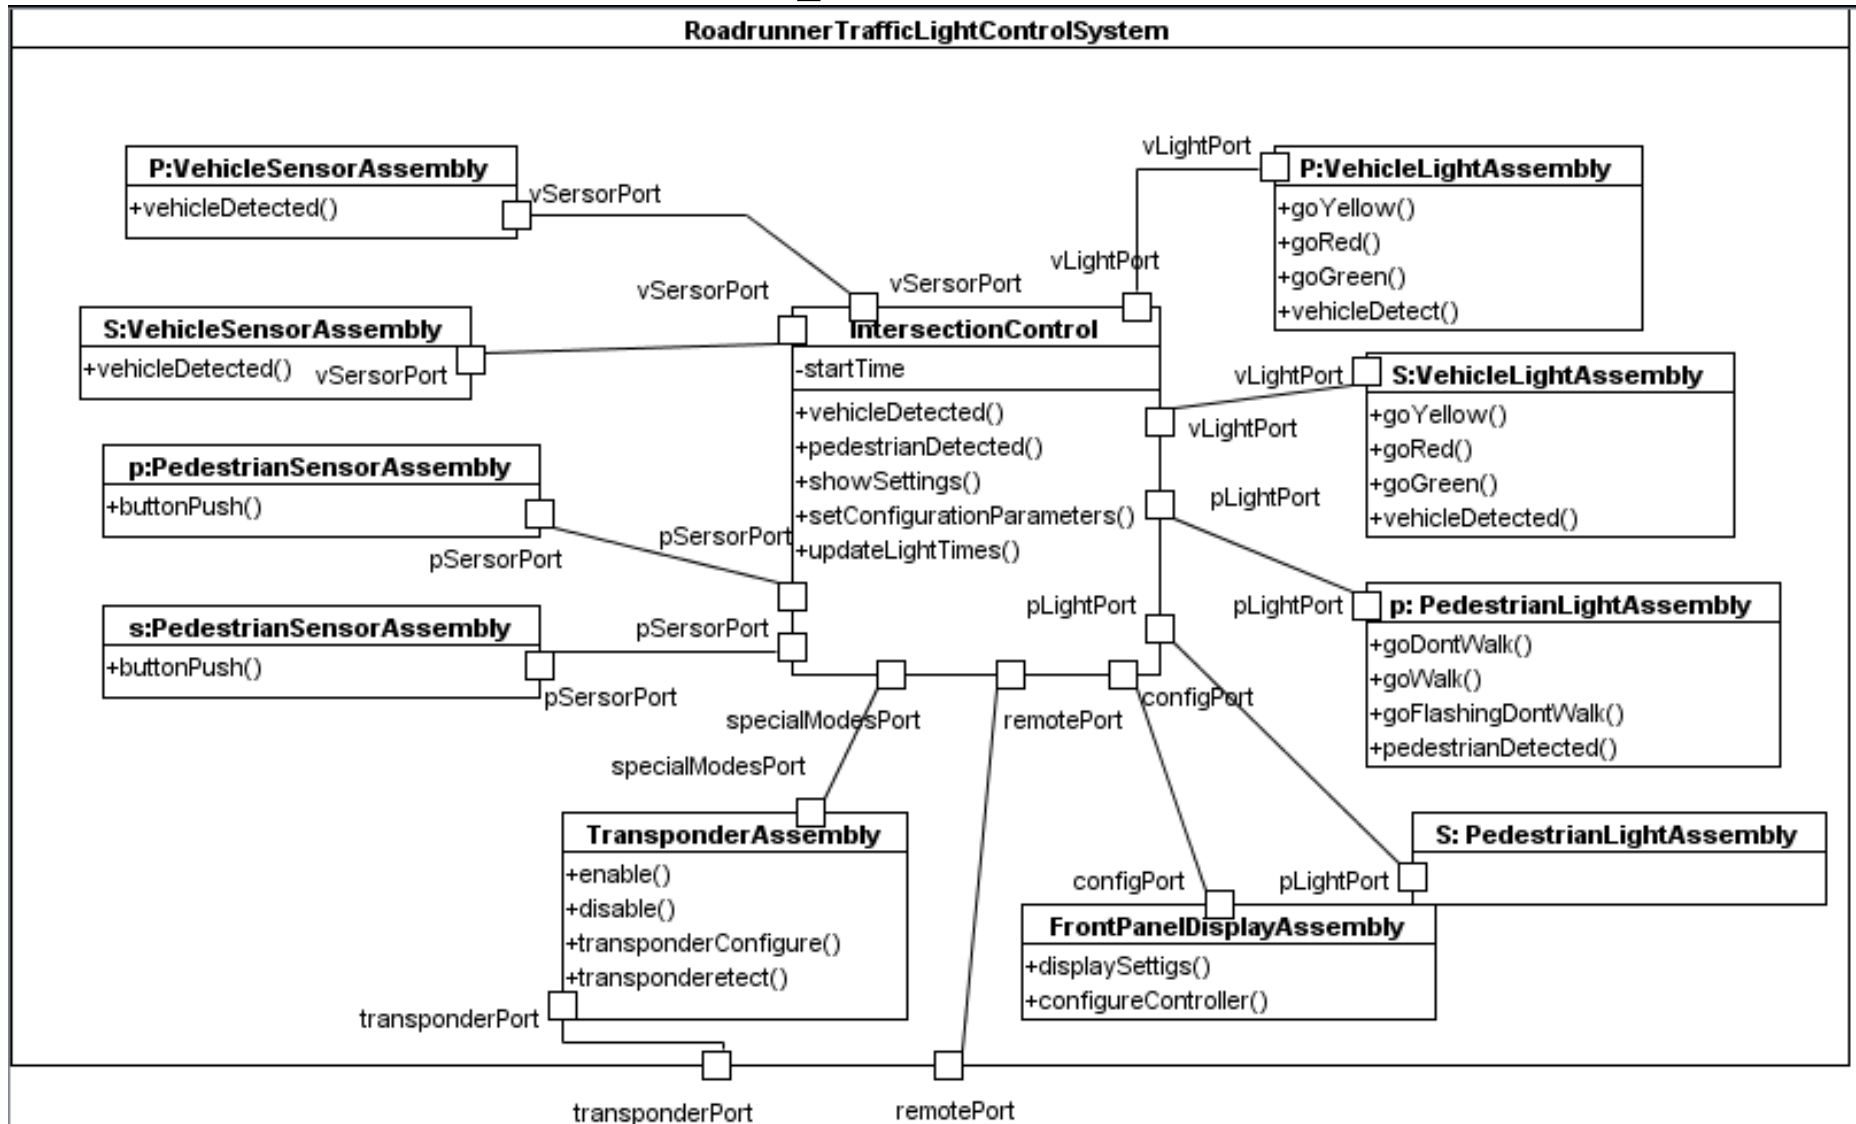 RoadrunnerTrafficLightControlSystem
P:VehicleSensorAssembly
+vehicleDetected()
vSersorPort
vSersorPort
vSersorPort
S:VehicleSensorAssembly
+vehicleDetected()
vSersorPort
p:PedestrianSensorAssembly
+buttonPush()
pSersorPort
pSersorPort
s:PedestrianSensorAssembly
+buttonPush()
pSersorPort
pSersorPort
IntersectionControl
-startTime
+vehicleDetected()
+pedestrianDetected()
+showSettings()
+setConfigurationParameters()
+updateLightTimes()
vLightPort
vLightPort
P:VehicleLightAssembly
+goYellow()
+goRed()
+goGreen()
+vehicleDetect()
vLightPort
vLightPort
S:VehicleLightAssembly
+goYellow()
+goRed()
+goGreen()
+vehicleDetected()
pLightPort
pLightPort
pLightPort
p: PedestrianLightAssembly
+goDontWalk()
+goWalk()
+goFlashingDontWalk()
+pedestrianDetected()
specialModesPort
remotePort
configPort
specialModesPort
TransponderAssembly
+enable()
+disable()
+transponderConfigure()
+transponderetect()
transponderPort
configPort
pLightPort
S: PedestrianLightAssembly
FrontPanelDisplayAssembly
+displaySettigs()
+configureController()
transponderPort
remotePort